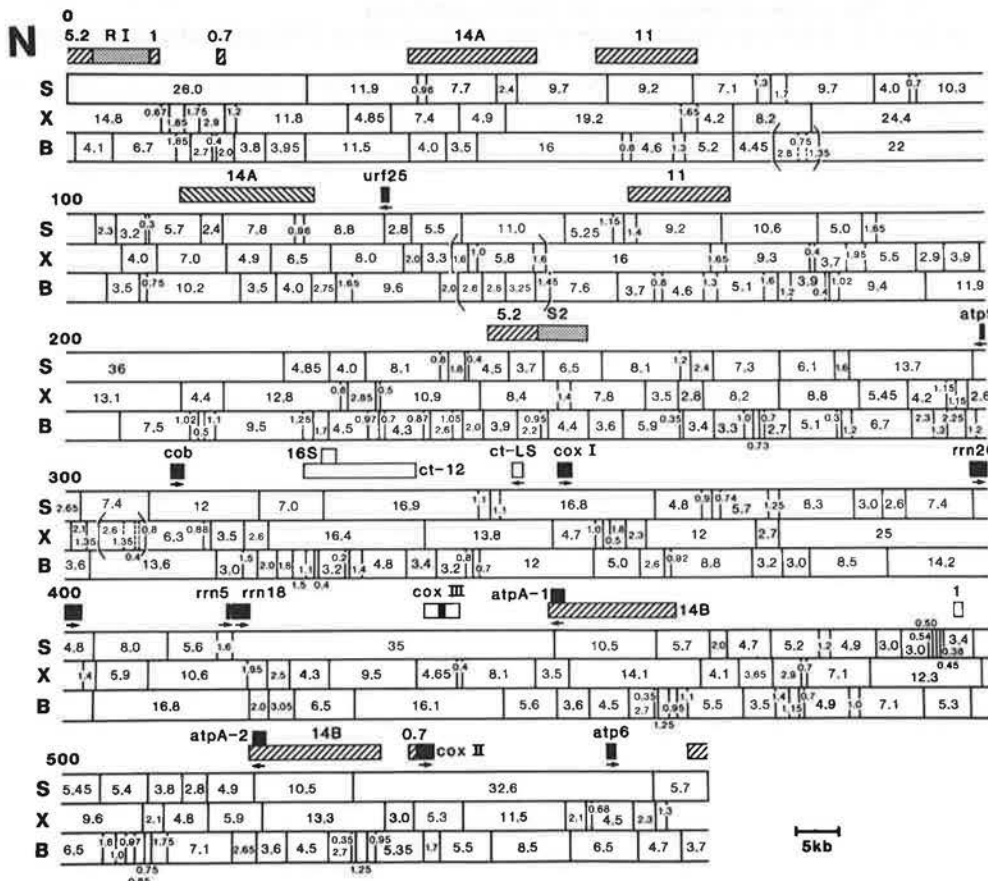 N
0
5.2 R I 1 0.7 14A 11
S 26.0 11.9 0.96 7.7 2.4 9.7 9.2 7.1 1.3 1.7 9.7 4.0 0.7 10.3
X 14.8 0.67 1.85 1.75 2.9 1.2 11.8 4.85 7.4 4.9 19.2 1.65 4.2 8.2 24.4
B 4.1 6.7 1.85 2.7 0.4 2.0 3.8 3.95 11.5 4.0 3.5 16 0.8 4.6 1.3 5.2 4.45 2.8 0.75 1.35 22
100
14A urf25 11
S 2.3 3.2 0.3 5.7 2.4 7.8 0.96 8.8 2.8 5.5 11.0 5.25 1.15 1.4 9.2 10.6 5.0 1.65
X 4.0 7.0 4.9 6.5 8.0 2.0 3.3 1.6 1.0 5.8 1.6 16 1.65 9.3 0.4 3.7 1.95 5.5 2.9 3.9
B 3.5 0.75 10.2 3.5 4.0 2.75 1.65 9.6 2.0 2.8 2.5 3.25 1.45 7.6 3.7 0.8 4.6 1.3 5.1 1.6 1.2 3.9 0.4 1.02 9.4 11.9
200
5.2 S2
S 36 4.85 4.0 8.1 0.8 1.8 0.4 4.5 3.7 6.5 8.1 1.2 2.4 7.3 6.1 1.6 13.7
X 13.1 4.4 12.8 0.8 2.85 0.5 10.9 8.4 1.4 7.8 3.5 2.8 8.2 8.8 5.45 4.2 1.15 1.15 2.6
B 7.5 1.02 0.5 1.1 9.5 1.25 1.7 4.5 0.97 0.7 4.3 0.87 2.6 1.05 2.0 3.9 2.2 0.95 4.4 3.6 5.9 0.35 3.4 3.3 1.0 0.7 2.7 5.1 0.3 1.2 6.7 2.3 1.3 2.25 1.2
0.73
300
cob 16S ct-12 ct-LS cox I
S 2.65 7.4 12 7.0 16.9 1.1 1.1 16.8 4.8 0.9 0.74 5.7 1.25 8.3 3.0 2.6 7.4
X 2.1 1.35 2.6 1.35 0.8 6.3 0.88 3.5 2.6 16.4 13.8 4.7 1.0 0.5 1.8 2.3 12 2.7 25
0.4
B 3.6 13.6 3.0 1.5 2.0 1.6 1.1 3.2 0.2 1.4 4.8 3.4 3.2 0.8 0.7 12 5.0 2.6 0.92 8.8 3.2 3.0 8.5 14.2
1.5 0.4
400
rrn5 rrn18 cox III atpA-1 14B 1
S 4.8 8.0 5.6 1.6 35 10.5 5.7 2.0 4.7 5.2 1.2 4.9 3.0 3.0 0.54 0.50 3.4 0.38
X 1.4 5.9 10.6 1.95 2.5 4.3 9.5 4.65 0.4 8.1 3.5 14.1 4.1 3.65 2.9 0.7 7.1 12.3 0.45
B 16.8 2.0 3.05 6.5 16.1 5.6 3.6 4.5 0.35 2.7 0.95 1.1 5.5 3.5 1.4 1.15 0.7 4.9 1.0 7.1 5.3
1.25
500
atpA-2 14B 0.7 cox II atp6
S 5.45 5.4 3.8 2.8 4.9 10.5 32.6 5.7
X 9.6 2.1 4.8 5.9 13.3 3.0 5.3 11.5 2.1 0.68 4.5 2.3 1.3
B 6.5 1.8 1.0 0.97 1.75 7.1 2.65 3.6 4.5 0.35 2.7 0.95 5.35 1.7 5.5 8.5 6.5 4.7 3.7
0.75 1.25
5kb